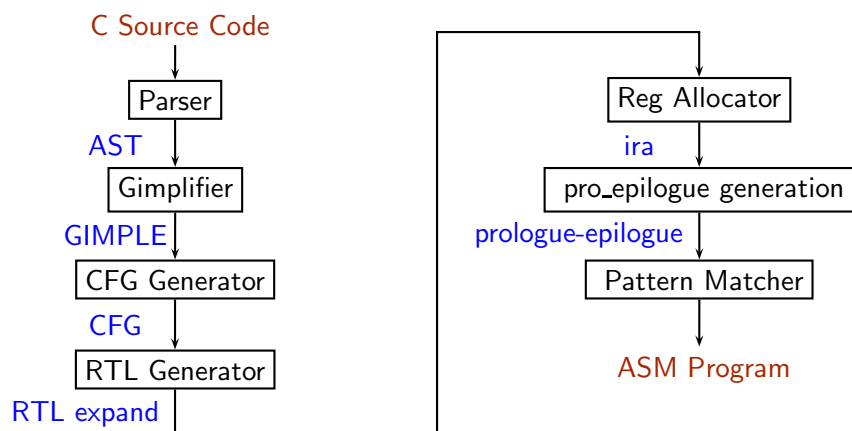 C Source Code
Parser
AST
Gimplifier
GIMPLE
CFG Generator
CFG
RTL Generator
RTL expand
Reg Allocator
ira
pro_epilogue generation
prologue-epilogue
Pattern Matcher
ASM Program